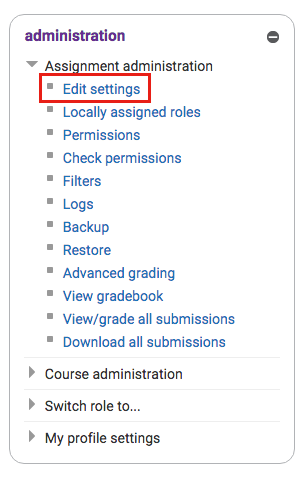 administration
Assignment administration
Edit settings
Locally assigned roles
Permissions
Check permissions
Filters
Logs
Backup
Restore
Advanced grading
View gradebook
View/grade all submissions
Download all submissions
Course administration
Switch role to...
My profile settings